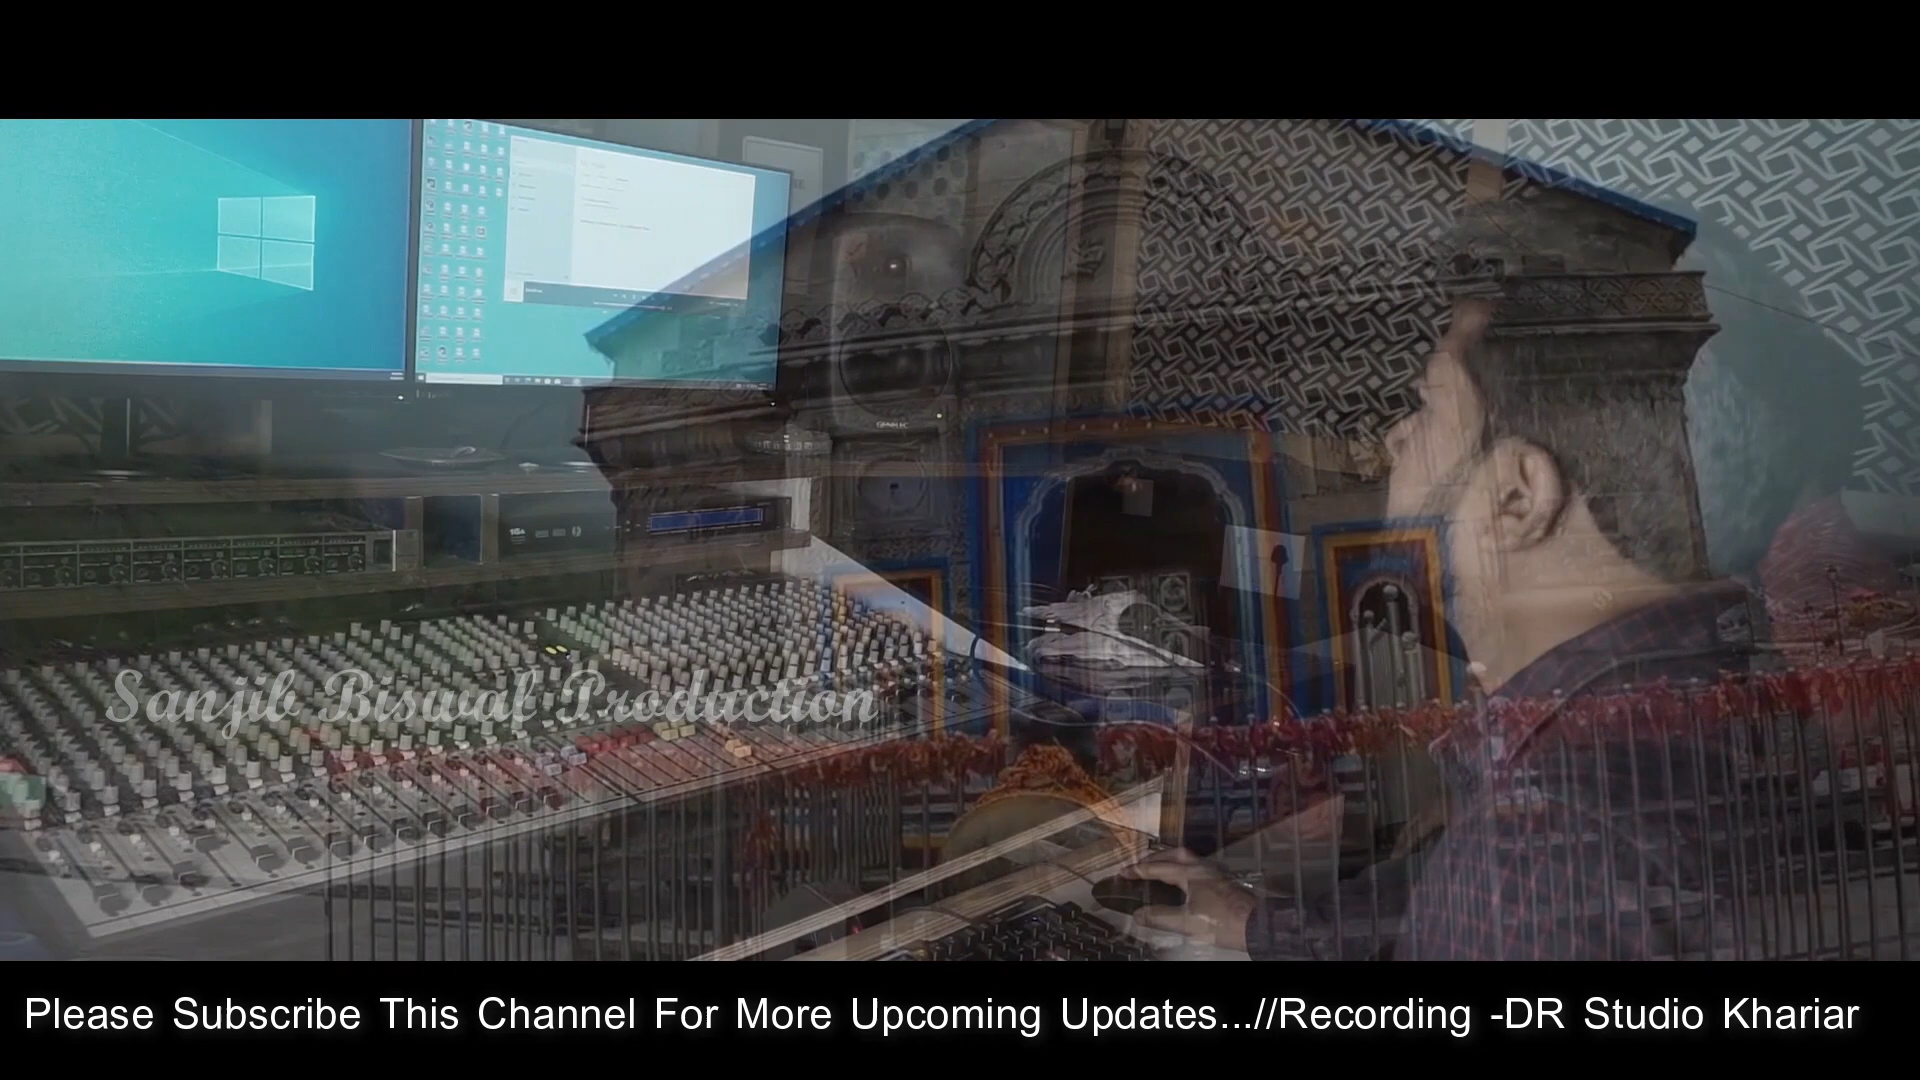 Sanjib Biswal Production
Please Subscribe This Channel For More Upcoming Updates...//Recording -DR Studio Khariar